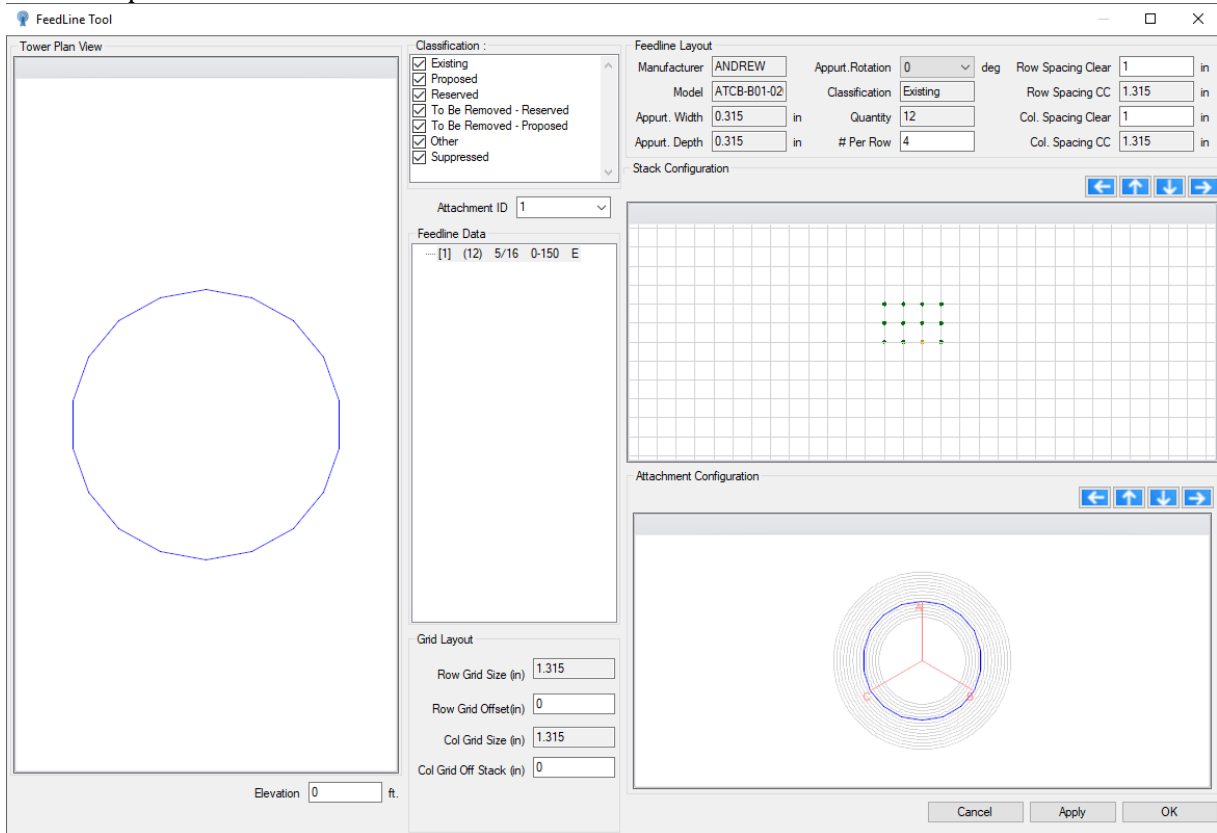 FeedLine Tool
Tower Plan View
Elevation 0 ft.
Classification :
Existing
Proposed
Reserved
To Be Removed - Reserved
To Be Removed - Proposed
Other
Suppressed
Attachment ID 1
Feedline Data
[1] (12) 5/16 0-150 E
Grid Layout
Row Grid Size (in) 1.315
Row Grid Offset(in) 0
Col Grid Size (in) 1.315
Col Grid Off Stack (in) 0
Feedline Layout
Manufacturer ANDREW Appurt.Rotation 0 deg Row Spacing Clear 1 in
Model ATCB-B01-02 Classification Existing Row Spacing CC 1.315 in
Appurt. Width 0.315 in Quantity 12 Col. Spacing Clear 1 in
Appurt. Depth 0.315 in # Per Row 4 Col. Spacing CC 1.315 in
Stack Configuration
Attachment Configuration
A
C B
Cancel Apply OK